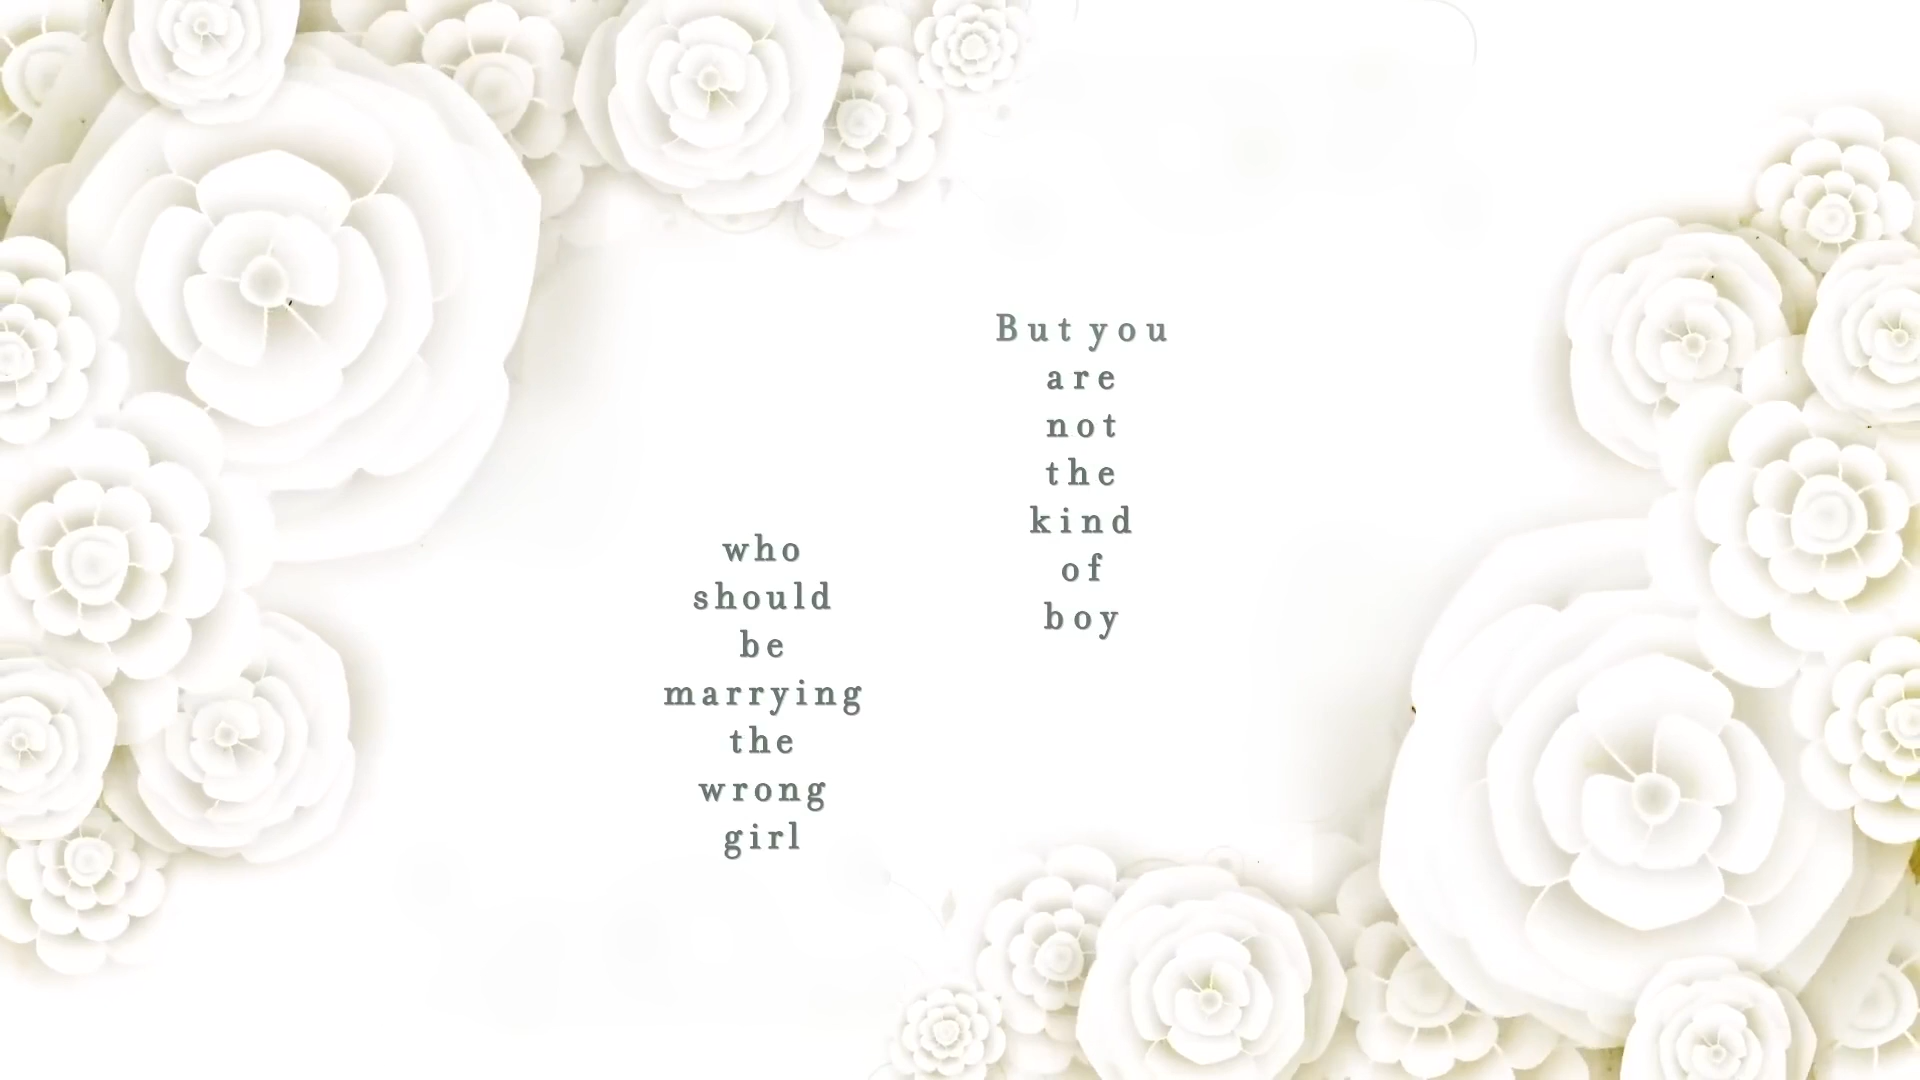 But you
are
not
the
kind
of
boy
who
should
be
marrying
the
wrong
girl